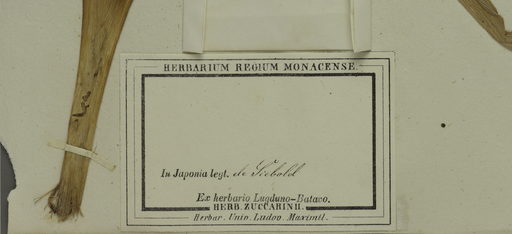 HERBARIUM REGIUM MONACENSE.
In Japonia legt. de Siebold
Ex herbario Lugduno-Batavo.
HERB. ZUCCARINII.
Herbar. Univ. Ludov. Maximil.